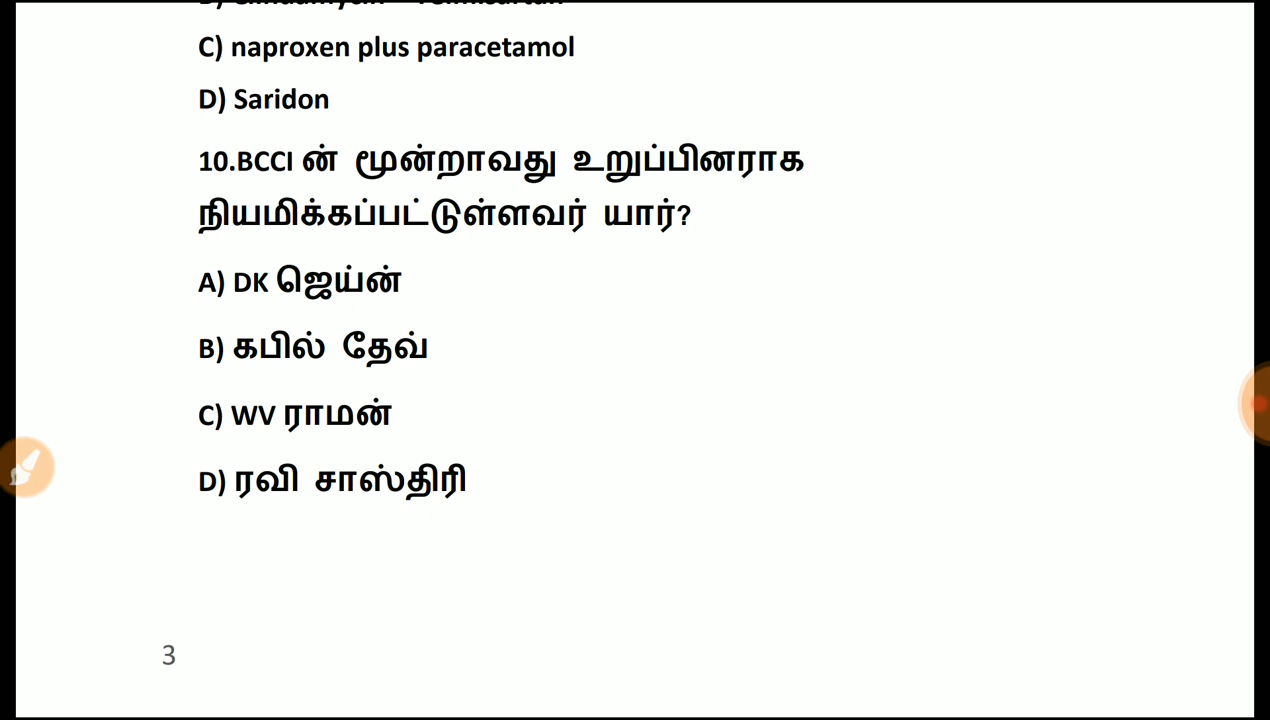 C) naproxen plus paracetamol
D) Saridon
10.BCCI ன் மூன்றாவது உறுப்பினராக
நியமிக்கப்பட்டுள்ளவர் யார்?
A) DK ஜெய்ன்
B) கபில் தேவ்
C) WV ராமன்
D) ரவி சாஸ்திரி
3